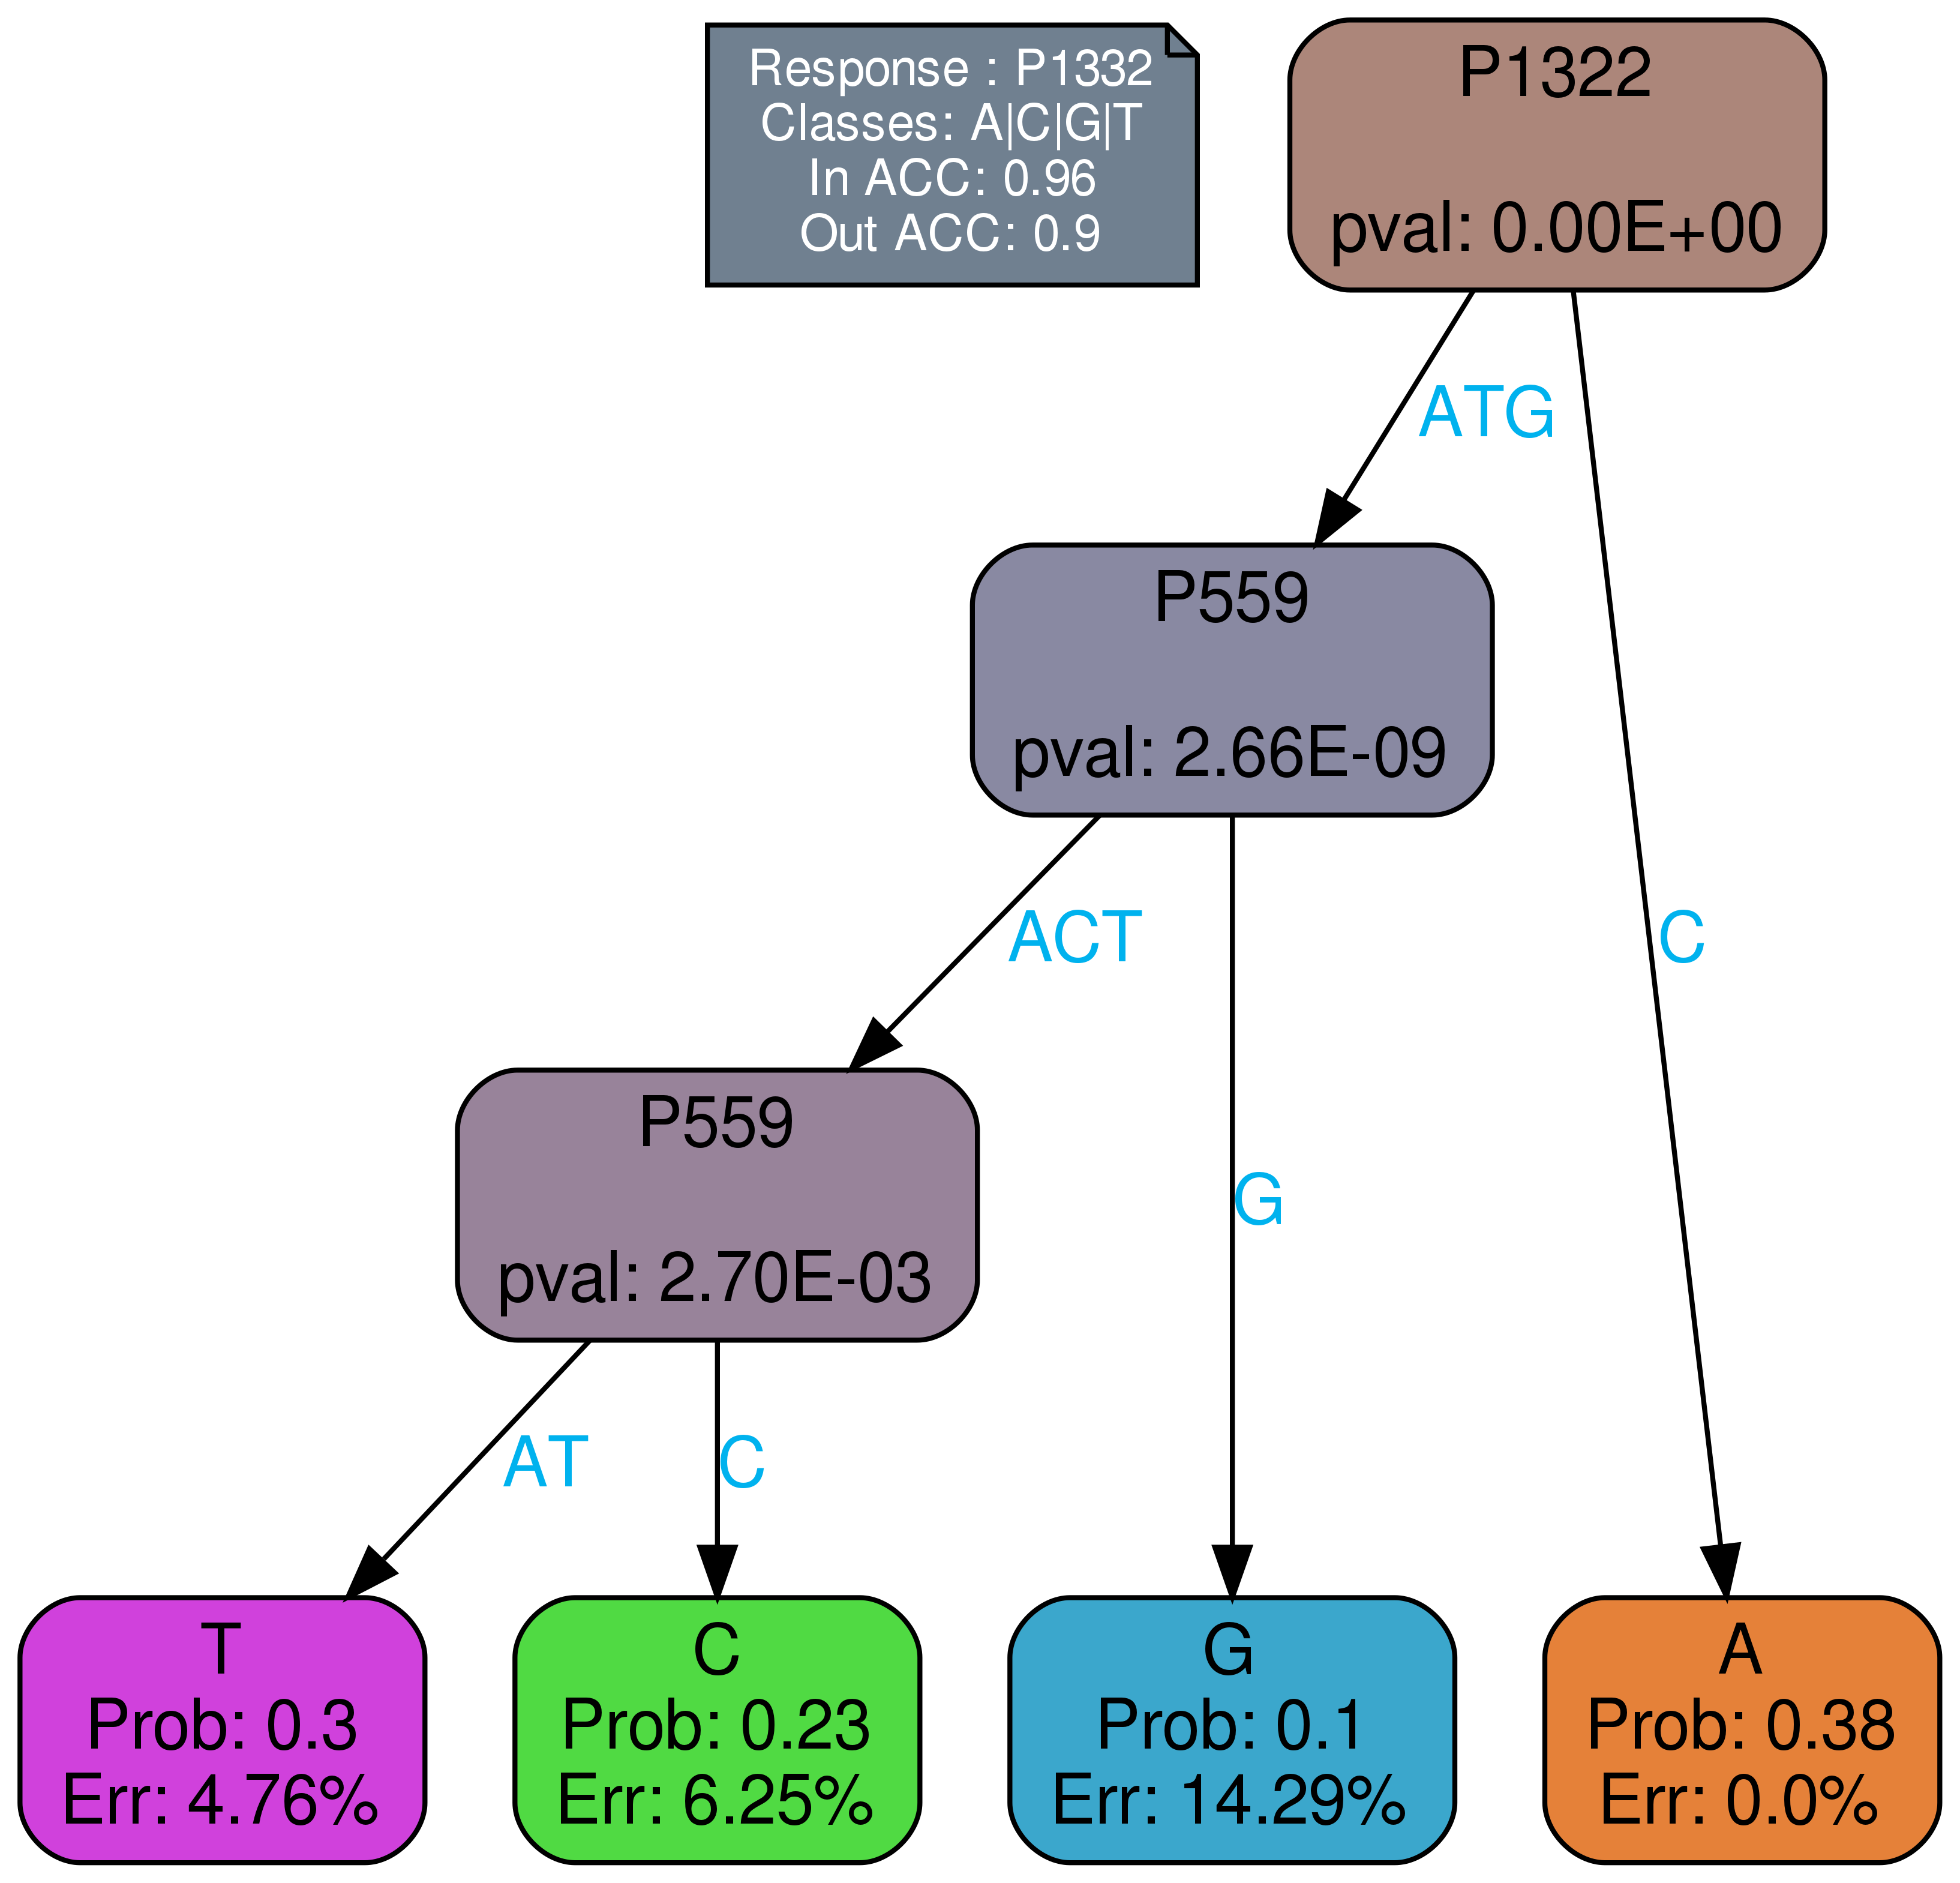 Response : P1332
Classes: A|C|G|T
In ACC: 0.96
Out ACC: 0.9
P1322
pval: 0.00E+00
ATG
P559
pval: 2.66E-09
ACT
C
P559
pval: 2.70E-03
G
AT
C
T
Prob: 0.3
Err: 4.76%
C
Prob: 0.23
Err: 6.25%
G
Prob: 0.1
Err: 14.29%
A
Prob: 0.38
Err: 0.0%